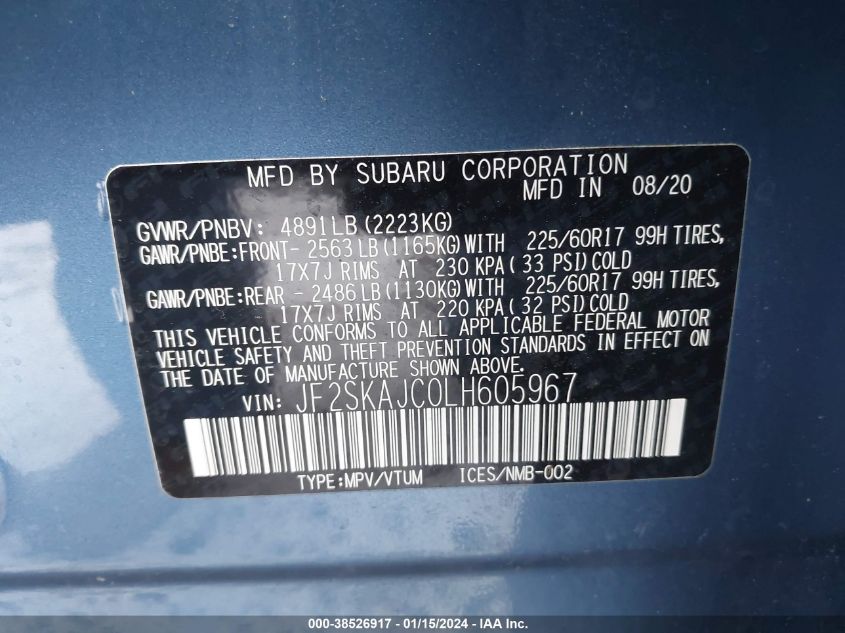 MFD BY SUBARU CORPORATION
MFD IN 08/20
GVWR/PNBV: 4891LB (2223KG)
GAWR/PNBE:FRONT- 2563 LB (1165KG) WITH 225/60R17 99H TIRES,
17X7J RIMS AT 230 KPA( 33 PSI) COLD
GAWR/PNBE:REAR - 2486 LB (1130KG) WITH 225/60R17 99H TIRES,
17X7J RIMS AT 220 KPA( 32 PSI) COLD
THIS VEHICLE CONFORMS TO ALL APPLICABLE FEDERAL MOTOR
VEHICLE SAFETY AND THEFT PREVENTION STANDARDS IN EFFECT ON
THE DATE OF MANUFACTURE SHOWN ABOVE.
VIN: JF2SKAJC0LH605967
TYPE:MPV/VTUM ICES/NMB-002
000-38526917 - 01/15/2024 - IAA Inc.